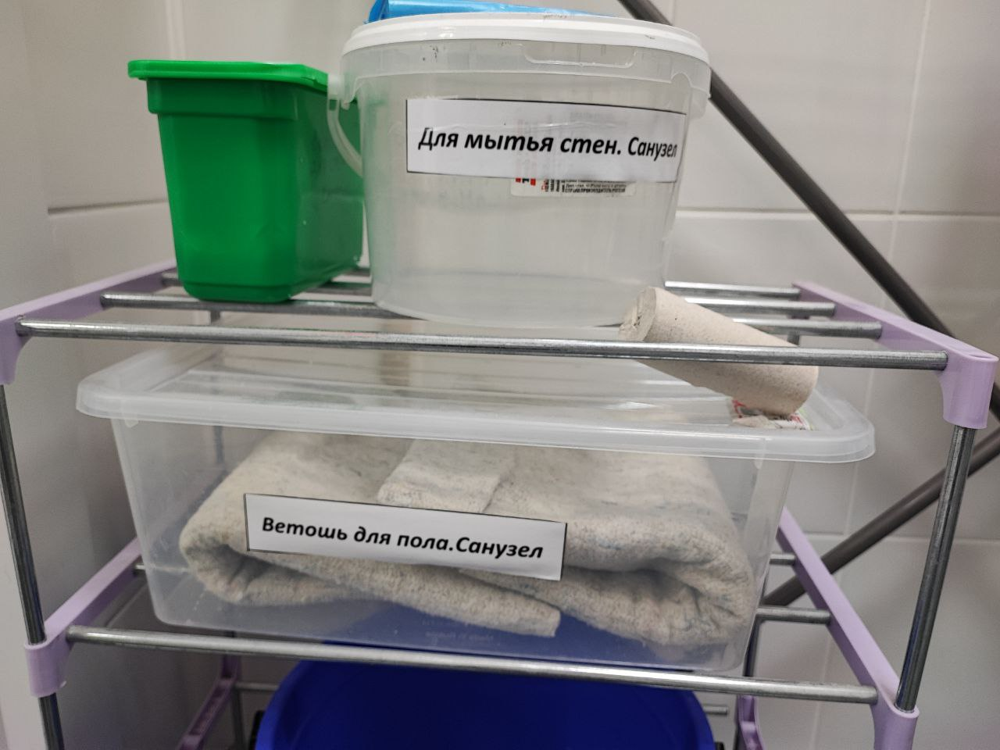 Для мытья стен. Санузел
Ветошь для пола.Санузел